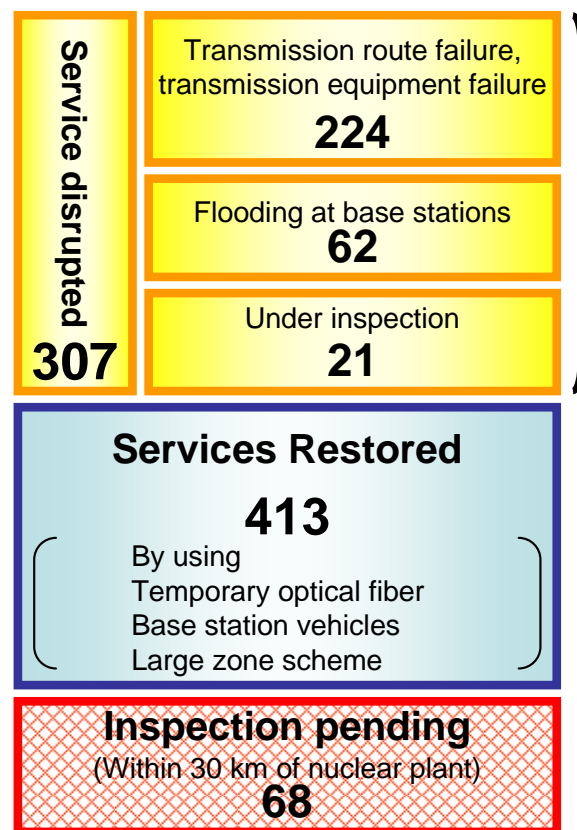 Service disrupted
307
Transmission route failure,
transmission equipment failure
224
Flooding at base stations
62
Under inspection
21
Services Restored
413
By using
Temporary optical fiber
Base station vehicles
Large zone scheme
Inspection pending
(Within 30 km of nuclear plant)
68